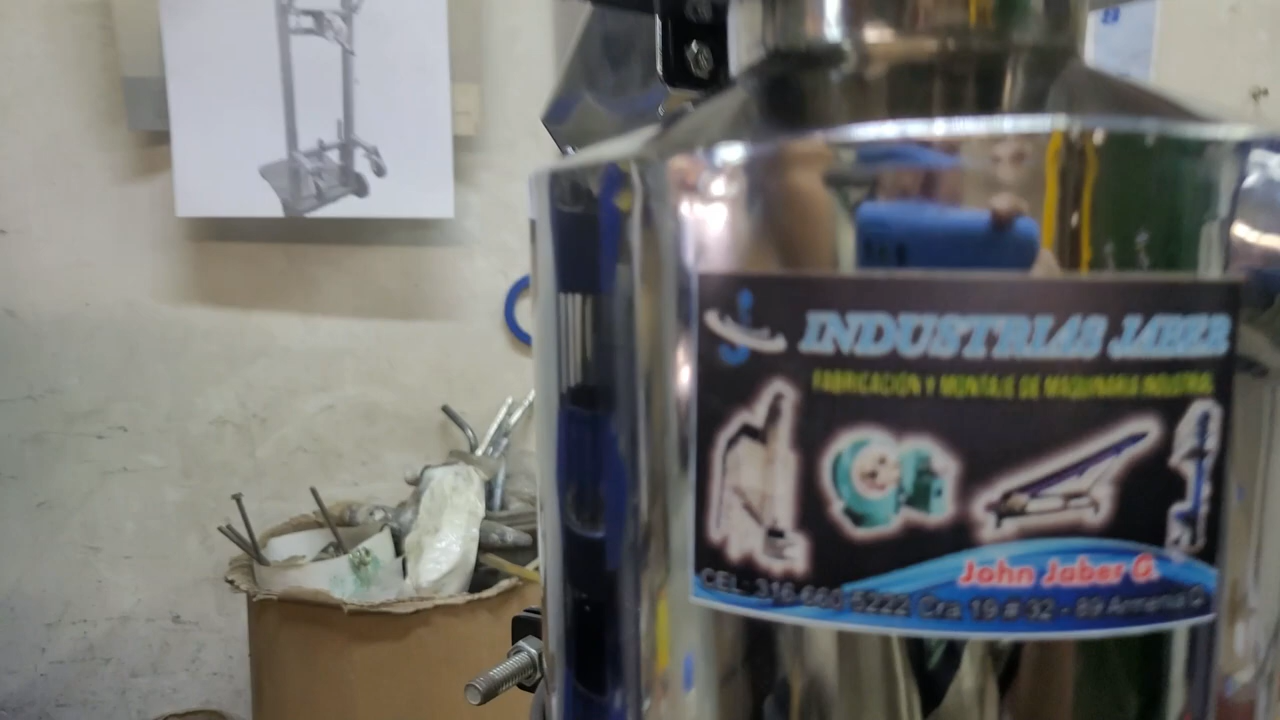 INDUSTRIAS JABER
FABRICACION Y MONTAJE DE MAQUINARIA INDUSTRIAL
John Jaber G.
CEL: 316 660 5222 Cra 19 # 32 - 89 Armenia Q